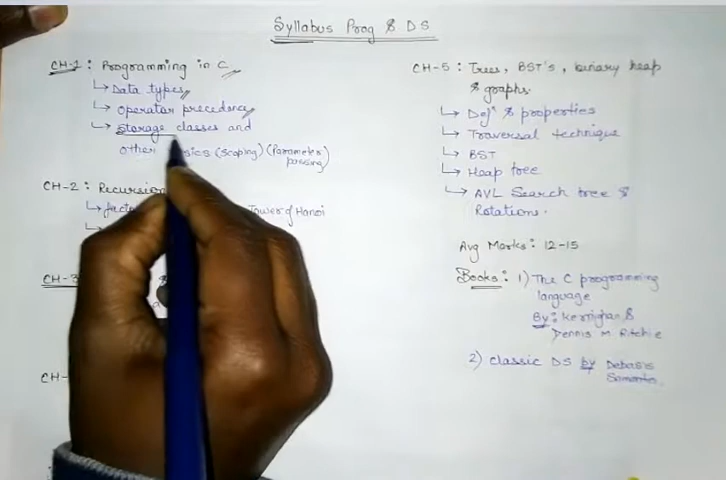 Syllabus Prog & DS
CH-1 : Programming in C
Data types
Operator precedency
Storage classes and
other (scoping) (Parameter passing)
CH-2 : Recursion
Tower of Hanoi
CH-3
CH-
CH-5 : Trees, BST's, binary heap
& graphs.
Defⁿ & properties
Traversal technique
BST
Heap tree
AVL Search tree &
Rotations.
Avg Marks : 12-15
Books : 1) The C programming
language
By : Kernighan &
Dennis M. Ritchie
2) Classic DS by Debasis
Samanta.